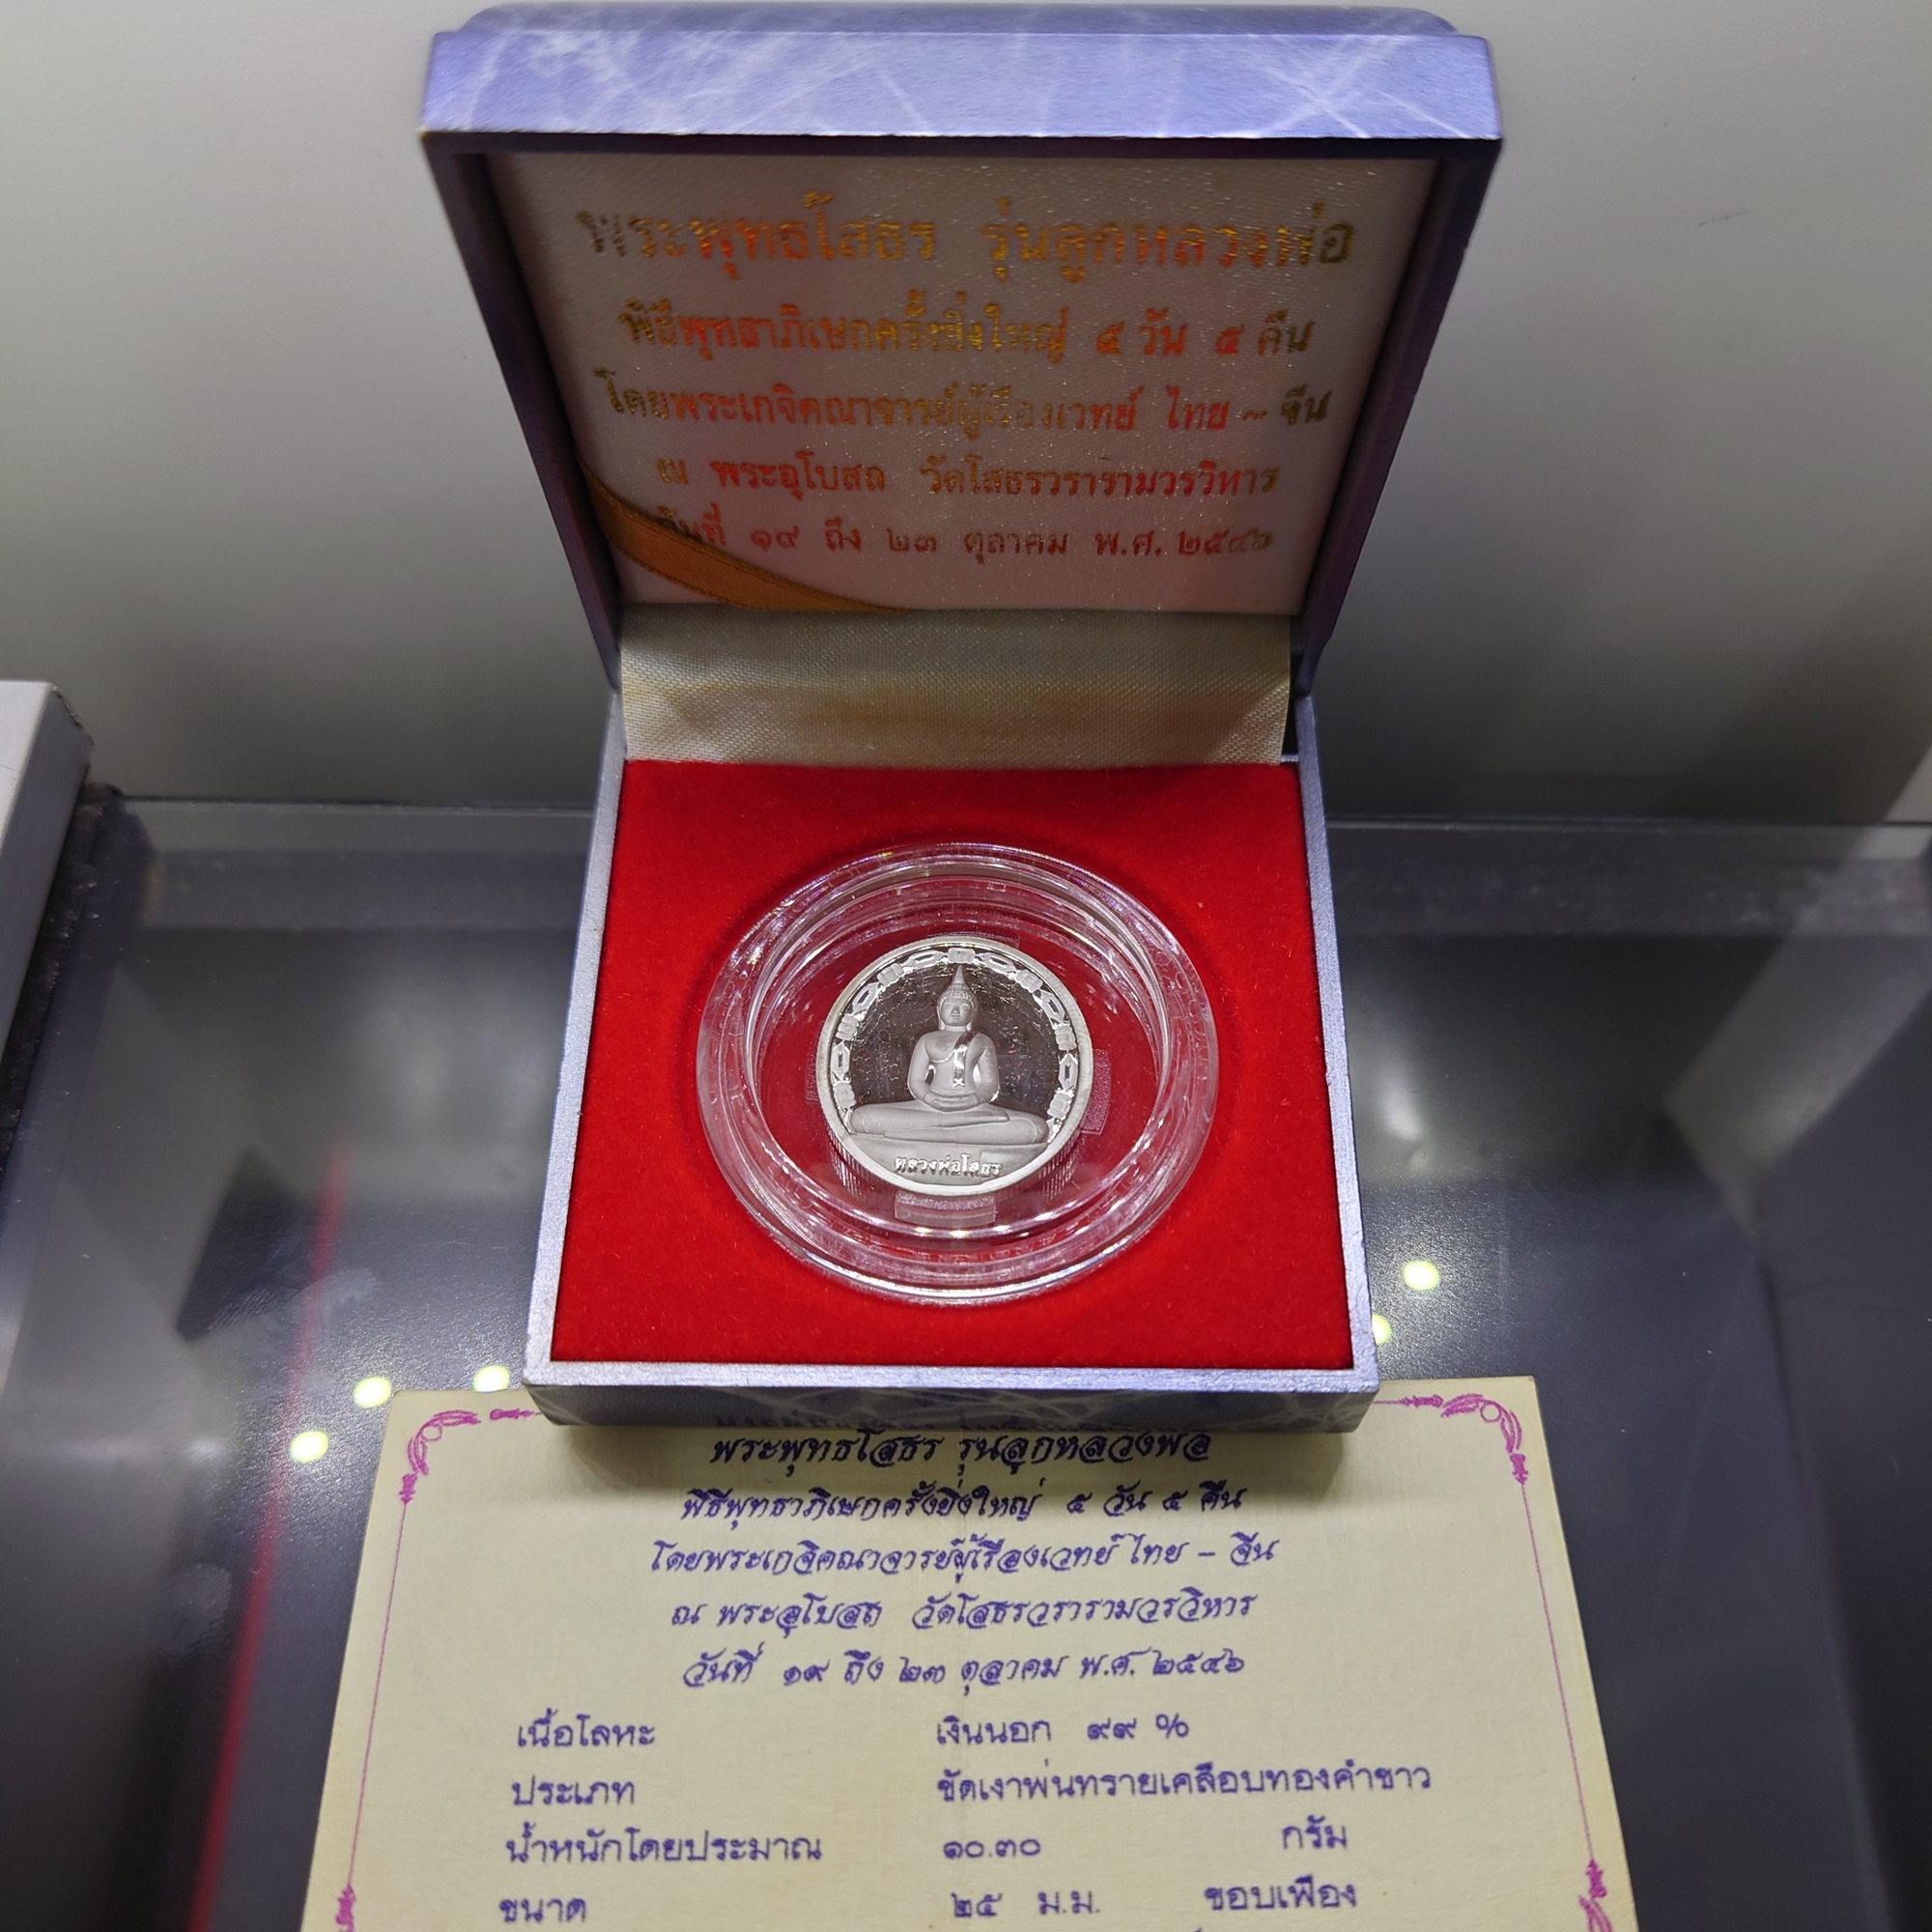 พระพุทธโสธร รุ่นลูกหลวงพ่อ
พิธีพุทธาภิเษกครั้งยิ่งใหญ่ ๕ วัน ๕ คืน
โดยพระเกจิคณาจารย์ผู้เรืองเวทย์ ไทย - จีน
ณ พระอุโบสถ วัดโสธรวรารามวรวิหาร
วันที่ ๑๙ ถึง ๒๓ ตุลาคม พ.ศ. ๒๕๔๖
หลวงพ่อโสธร
พระพุทธโสธร รุ่นลูกหลวงพ่อ
พิธีพุทธาภิเษกครั้งยิ่งใหญ่ ๕ วัน ๕ คืน
โดยพระเกจิคณาจารย์ผู้เรืองเวทย์ ไทย - จีน
ณ พระอุโบสถ วัดโสธรวรารามวรวิหาร
วันที่ ๑๙ ถึง ๒๓ ตุลาคม พ.ศ. ๒๕๔๖
เนื้อโลหะ เงินนอก ๙๙ %
ประเภท ขัดเงาพ่นทรายเคลือบทองคำขาว
น้ำหนักโดยประมาณ ๑๐.๓๐ กรัม
ขนาด ๒๕ ม.ม. ขอบเฟือง